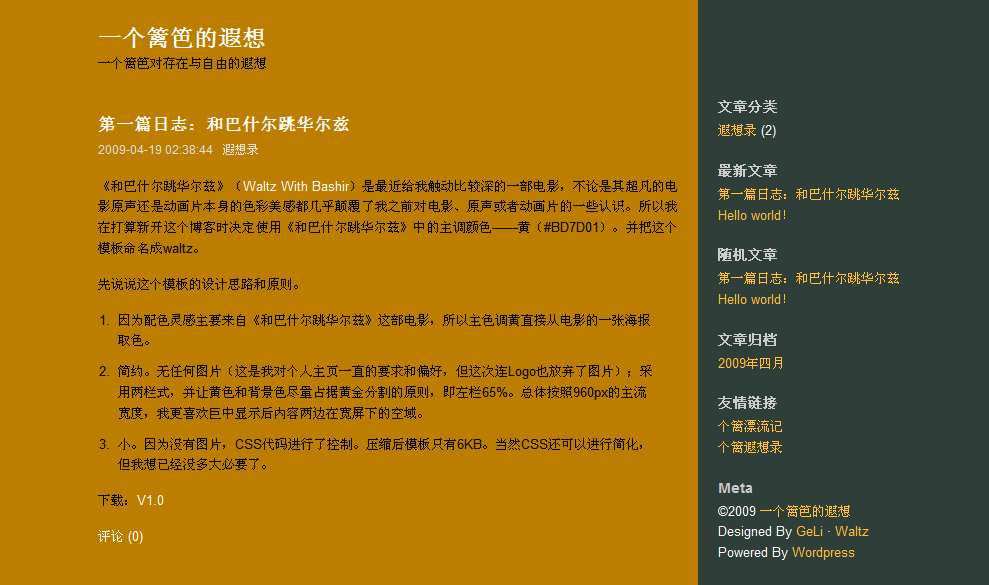 一个篱笆的遐想
一个篱笆对存在与自由的遐想
第一篇日志：和巴什尔跳华尔兹
2009-04-19 02:38:44 遐想录
《和巴什尔跳华尔兹》（Waltz With Bashir）是最近给我触动比较深的一部电影，不论是其超凡的电
影原声还是动画片本身的色彩美感都几乎颠覆了我之前对电影、原声或者动画片的一些认识。所以我
在打算新开这个博客时决定使用《和巴什尔跳华尔兹》中的主调颜色——黄（#BD7D01）。并把这个
模板命名成waltz。
先说说这个模板的设计思路和原则。
1. 因为配色灵感主要来自《和巴什尔跳华尔兹》这部电影，所以主色调黄直接从电影的一张海报
取色。
2. 简约。无任何图片（这是我对个人主页一直的要求和偏好，但这次连Logo也放弃了图片）；采
用两栏式，并让黄色和背景色尽量占据黄金分割的原则，即左栏65%。总体按照960px的主流
宽度，我更喜欢巨中显示后内容两边在宽屏下的空域。
3. 小。因为没有图片，CSS代码进行了控制。压缩后模板只有6KB。当然CSS还可以进行简化，
但我想已经没多大必要了。
下载：V1.0
评论 (0)
文章分类
遐想录 (2)
最新文章
第一篇日志：和巴什尔跳华尔兹
Hello world!
随机文章
第一篇日志：和巴什尔跳华尔兹
Hello world!
文章归档
2009年四月
友情链接
个篱漂流记
个篱遐想录
Meta
©2009 一个篱笆的遐想
Designed By GeLi · Waltz
Powered By Wordpress